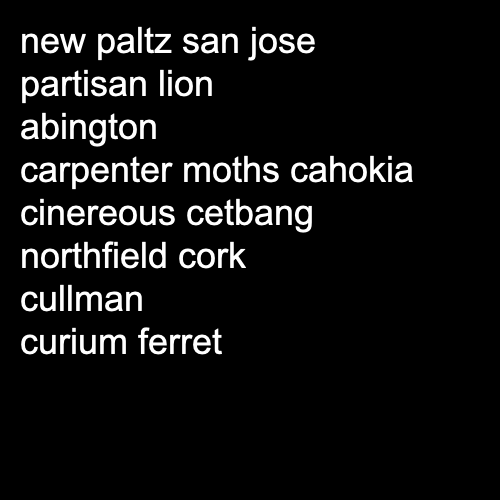 new paltz san jose
partisan lion
abington
carpenter moths cahokia
cinereous cetbang
northfield cork
cullman
curium ferret